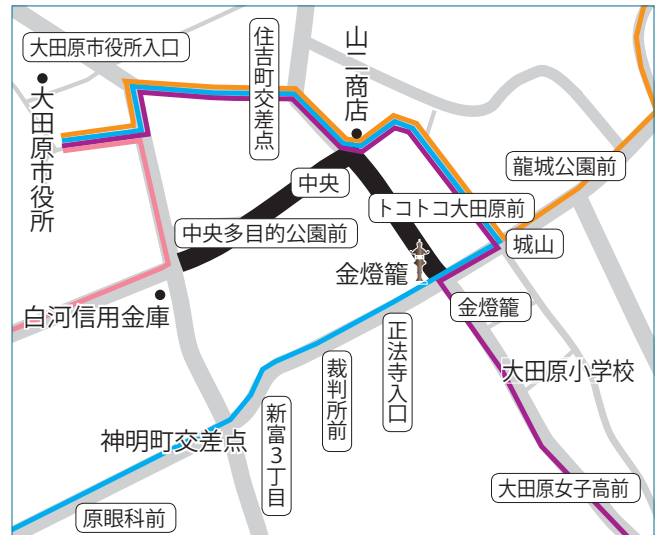 大田原市役所入口
大田原市役所
住吉町交差点
山二商店
龍城公園前
中央
トコトコ大田原前
中央多目的公園前
城山
金燈籠
白河信用金庫
金燈籠
正法寺入口
裁判所前
大田原小学校
新富3丁目
神明町交差点
大田原女子高前
原眼科前